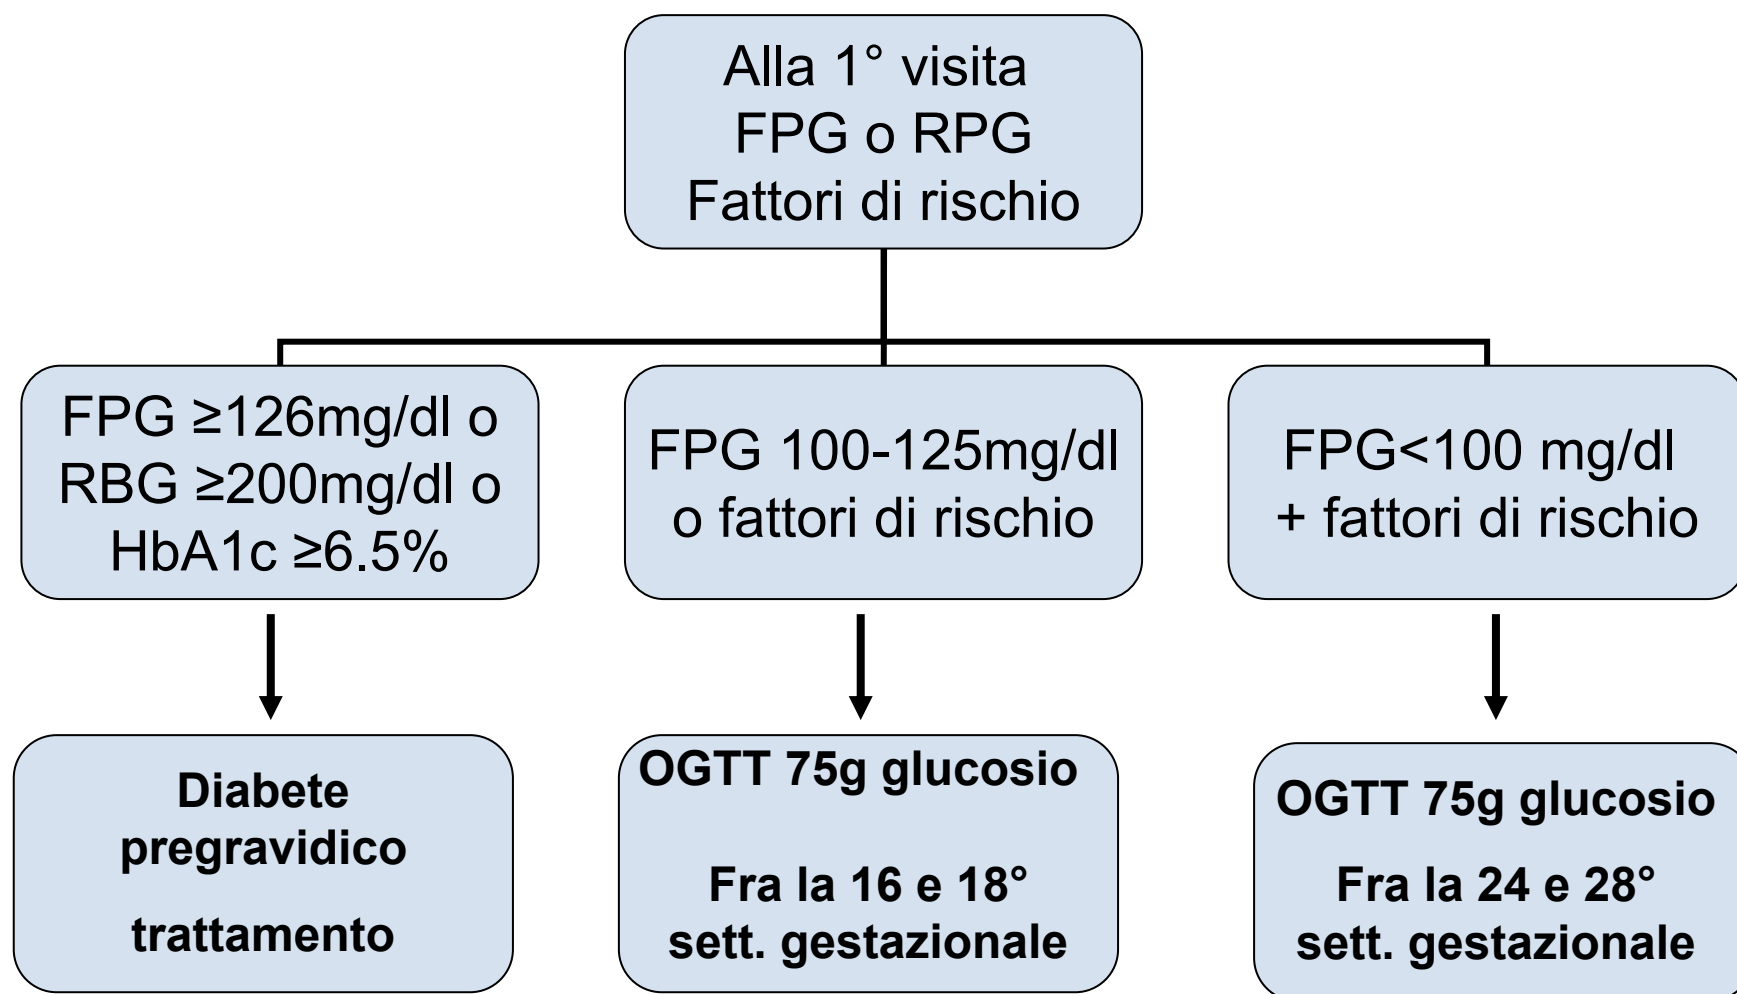 Alla 1° visita
FPG o RPG
Fattori di rischio
FPG ≥126mg/dl o
RBG ≥200mg/dl o
HbA1c ≥6.5%
FPG 100-125mg/dl
o fattori di rischio
FPG<100 mg/dl
+ fattori di rischio
Diabete
pregravidico
trattamento
OGTT 75g glucosio
Fra la 16 e 18°
sett. gestazionale
OGTT 75g glucosio
Fra la 24 e 28°
sett. gestazionale